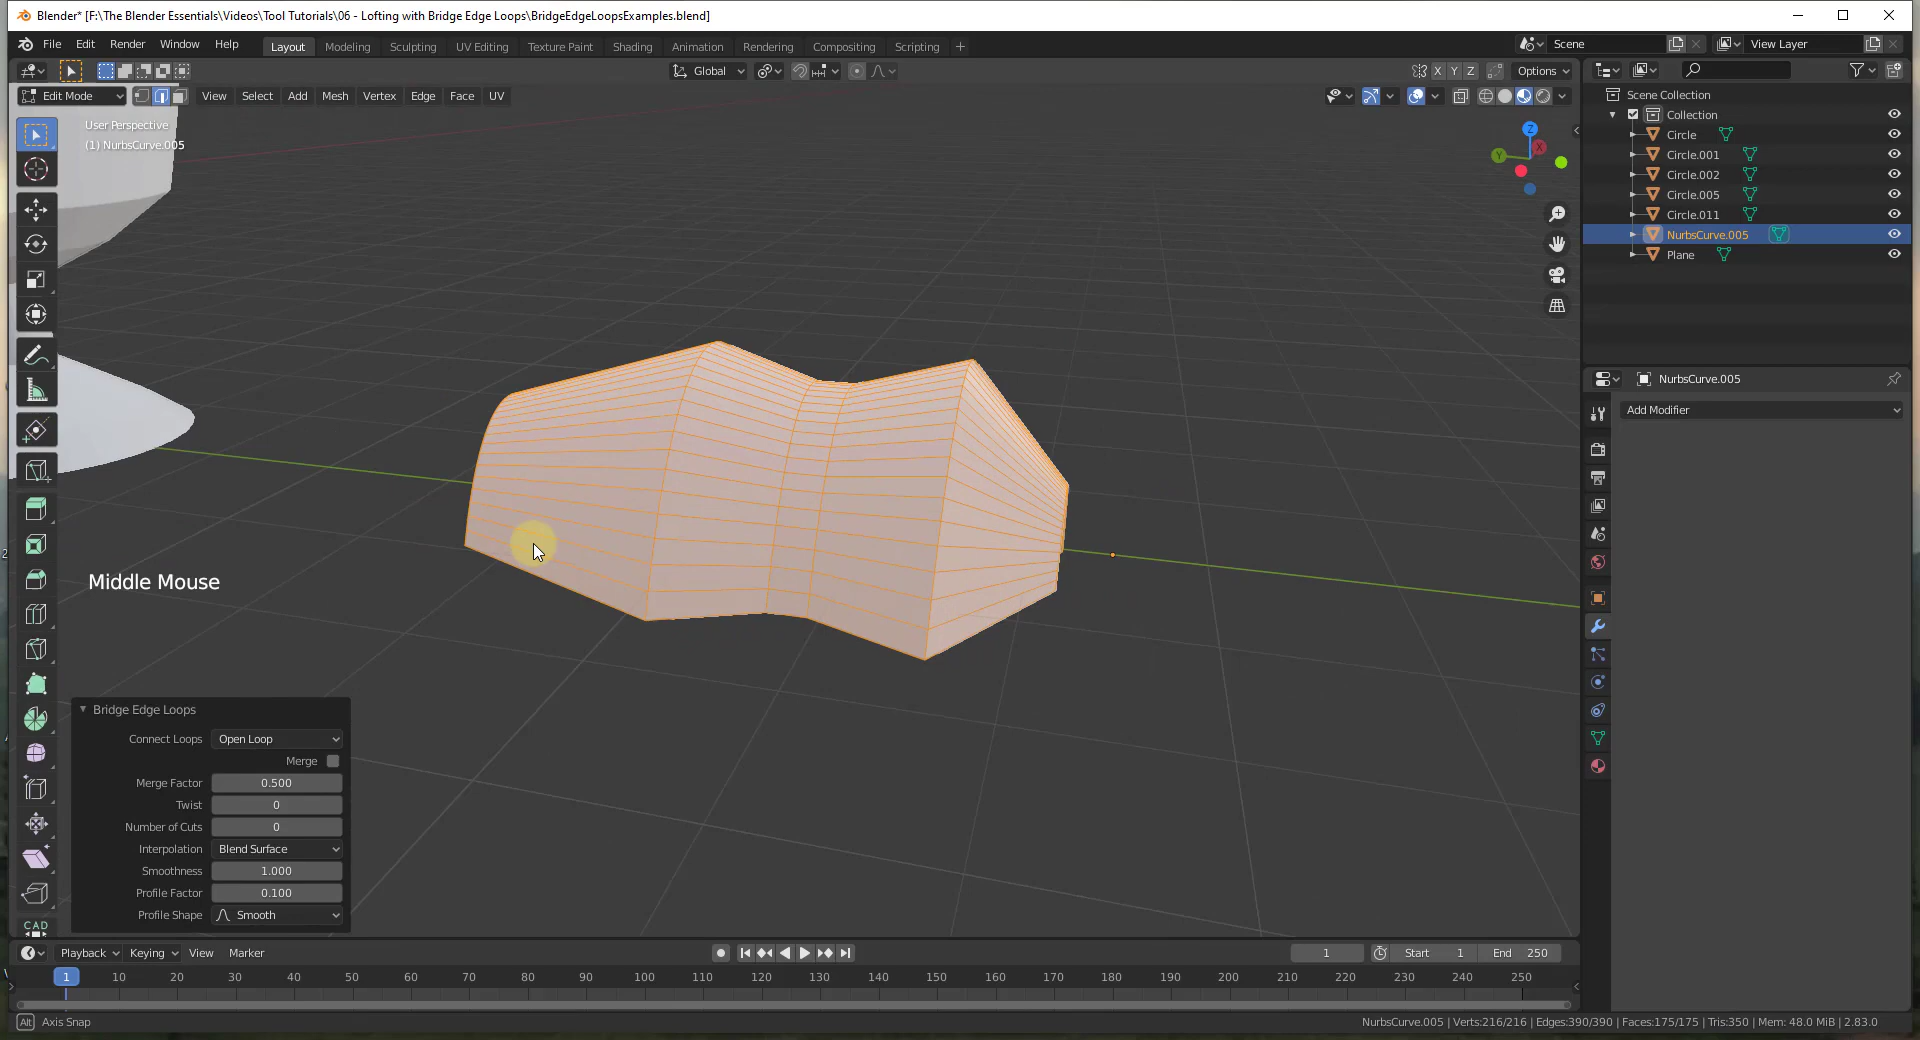 Blender* [F:\The Blender Essentials\Videos\Tool Tutorials\06 - Lofting with Bridge Edge Loops\BridgeEdgeLoopsExamples.blend]
File Edit Render Window Help Layout Modeling Sculpting UV Editing Texture Paint Shading Animation Rendering Compositing Scripting + Scene View Layer
Global X Y Z Options
Edit Mode View Select Add Mesh Vertex Edge Face UV
User Perspective
(1) NurbsCurve.005
Z
Y X
Scene Collection
Collection
Circle
Circle.001
Circle.002
Circle.005
Circle.011
NurbsCurve.005
Plane
NurbsCurve.005
Add Modifier
Middle Mouse
Bridge Edge Loops
Connect Loops Open Loop
Merge
Merge Factor 0.500
Twist 0
Number of Cuts 0
Interpolation Blend Surface
Smoothness 1.000
Profile Factor 0.100
Profile Shape Smooth
CAD
Playback Keying View Marker 1 Start 1 End 250
1 10 20 30 40 50 60 70 80 90 100 110 120 130 140 150 160 170 180 190 200 210 220 230 240 250
Alt Axis Snap
NurbsCurve.005 | Verts:216/216 | Edges:390/390 | Faces:175/175 | Tris:350 | Mem: 48.0 MiB | 2.83.0